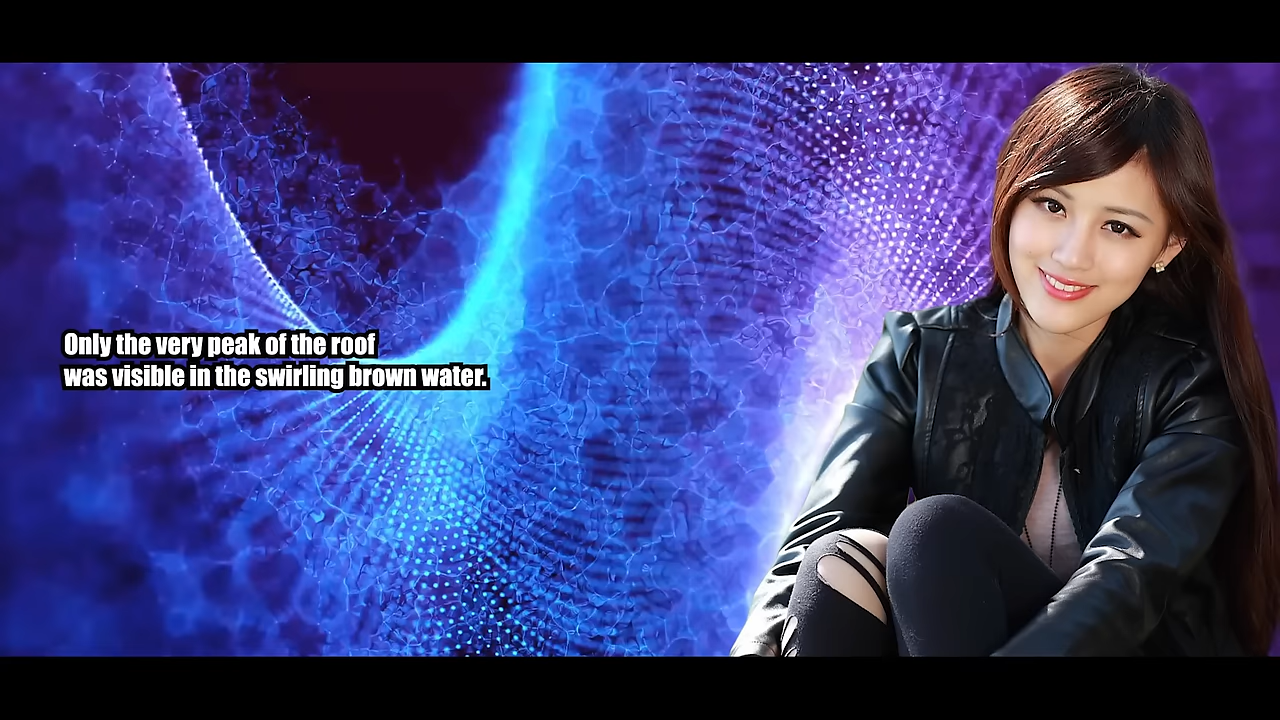 Only the very peak of the roof
was visible in the swirling brown water.